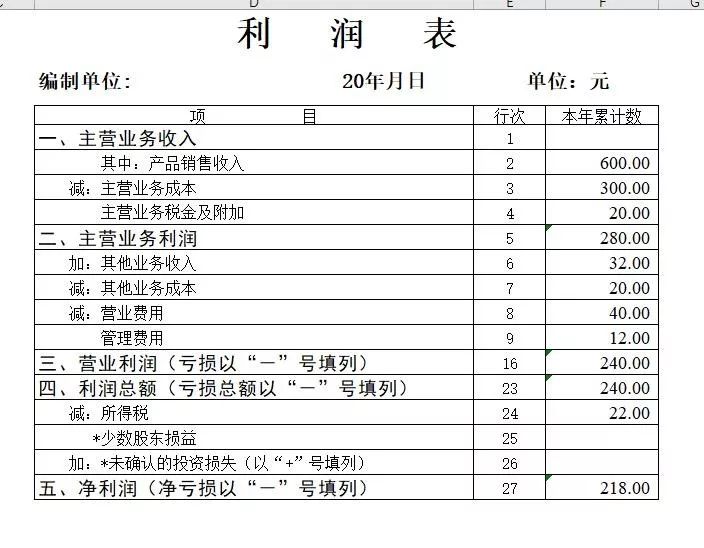 D E F G
利 润 表
编制单位: 20年月日 单位：元
项 目 行次 本年累计数
一、主营业务收入 1
其中：产品销售收入 2 600.00
减：主营业务成本 3 300.00
主营业务税金及附加 4 20.00
二、主营业务利润 5 280.00
加：其他业务收入 6 32.00
减：其他业务成本 7 20.00
减：营业费用 8 40.00
管理费用 9 12.00
三、营业利润（亏损以“－”号填列） 16 240.00
四、利润总额（亏损总额以“－”号填列） 23 240.00
减：所得税 24 22.00
*少数股东损益 25
加：*未确认的投资损失（以“+”号填列） 26
五、净利润（净亏损以“－”号填列） 27 218.00